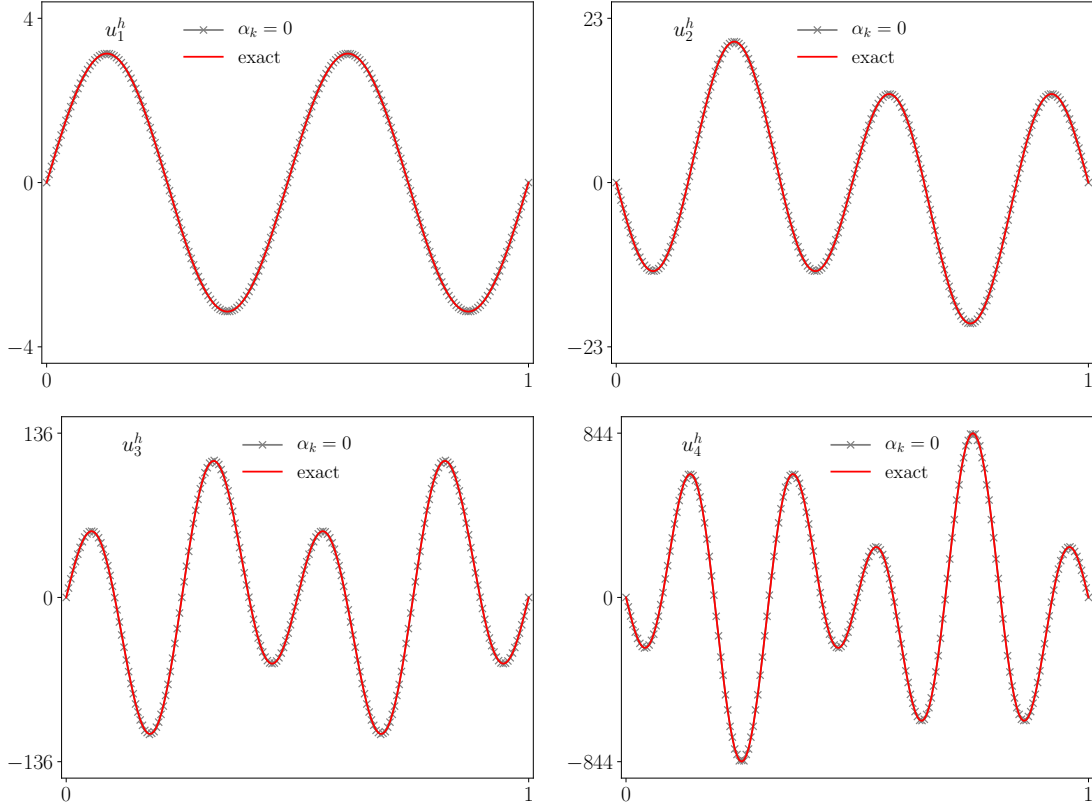 4
u_1^h
α_k = 0
exact
0
−4
0
1
23
u_2^h
α_k = 0
exact
0
−23
0
1
136
u_3^h
α_k = 0
exact
0
−136
0
1
844
u_4^h
α_k = 0
exact
0
−844
0
1